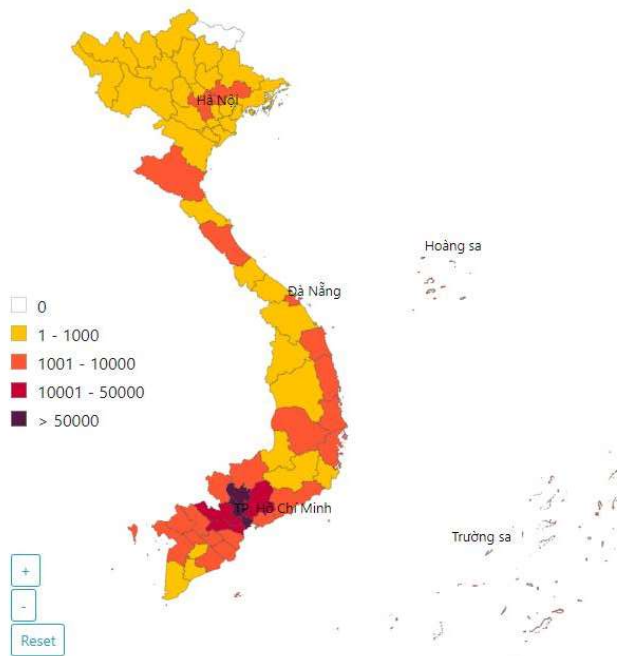 Hà Nội
Hoàng sa
Đà Nẵng
0
1 - 1000
1001 - 10000
10001 - 50000
> 50000
TP. Hồ Chí Minh
Trường sa
+
-
Reset